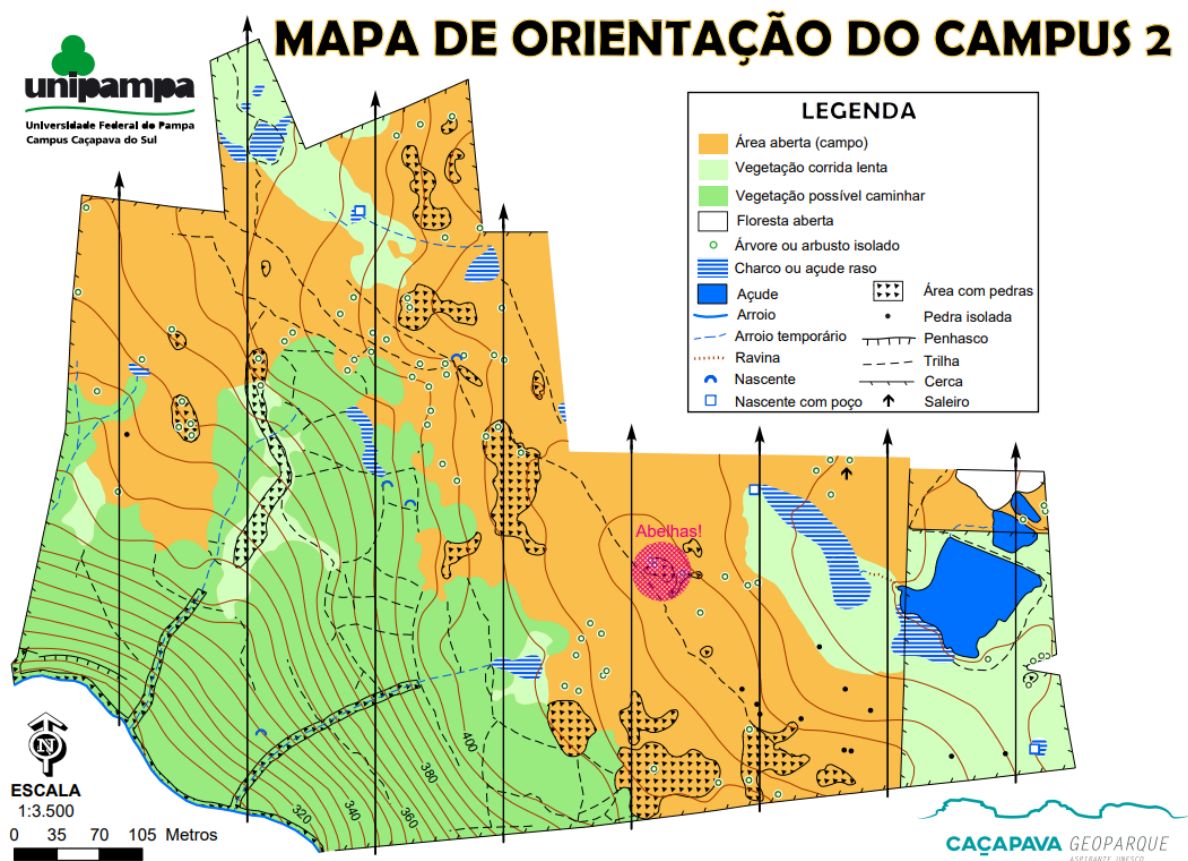 MAPA DE ORIENTAÇÃO DO CAMPUS 2
unipampa
Universidade Federal do Pampa
Campus Caçapava do Sul
LEGENDA
Área aberta (campo)
Vegetação corrida lenta
Vegetação possível caminhar
Floresta aberta
Árvore ou arbusto isolado
Charco ou açude raso
Açude
Arroio
Arroio temporário
Ravina
Nascente
Nascente com poço
Área com pedras
Pedra isolada
Penhasco
Trilha
Cerca
Saleiro
Abelhas!
400
380
360
340
320
N
ESCALA
1:3.500
0 35 70 105 Metros
CAÇAPAVA GEOPARQUE
ASPIRANTE UNESCO